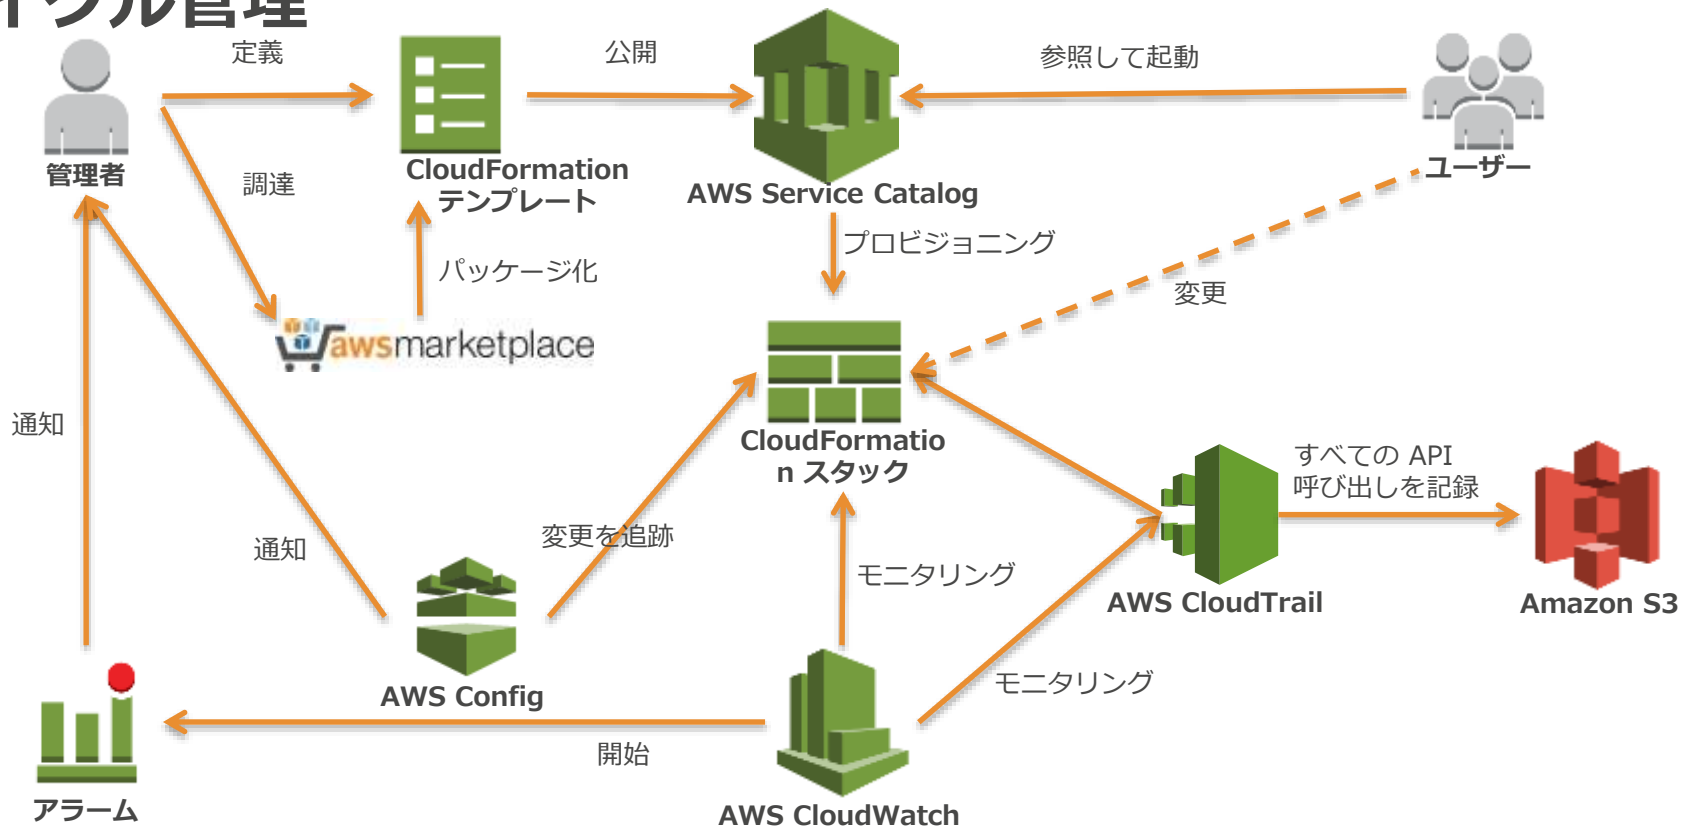 イクル管理
定義
公開
参照して起動
管理者
CloudFormation
テンプレート
AWS Service Catalog
ユーザー
調達
パッケージ化
プロビジョニング
変更
awsmarketplace
通知
CloudFormatio
n スタック
すべての API
呼び出しを記録
通知
変更を追跡
モニタリング
AWS CloudTrail
Amazon S3
AWS Config
モニタリング
開始
アラーム
AWS CloudWatch